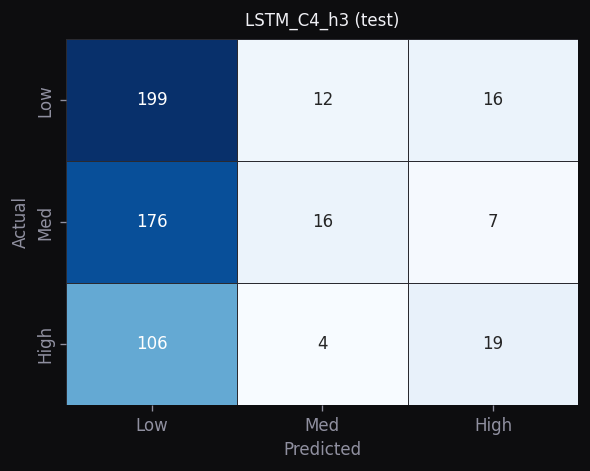 LSTM_C4_h3 (test)
Actual
Low
199 12 16
Med
176 16 7
High
106 4 19
Low Med High
Predicted